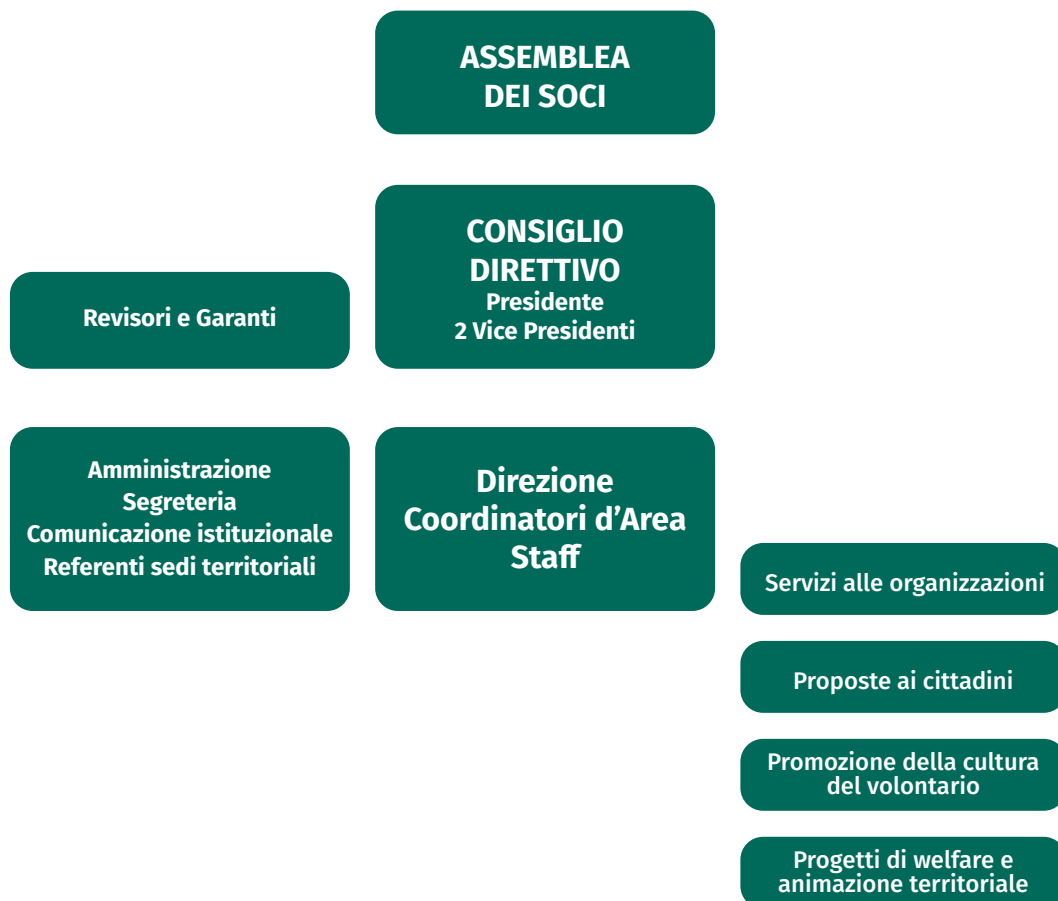 ASSEMBLEA
DEI SOCI
CONSIGLIO
DIRETTIVO
Presidente
2 Vice Presidenti
Revisori e Garanti
Amministrazione
Segreteria
Comunicazione istituzionale
Referenti sedi territoriali
Direzione
Coordinatori d’Area
Staff
Servizi alle organizzazioni
Proposte ai cittadini
Promozione della cultura
del volontario
Progetti di welfare e
animazione territoriale